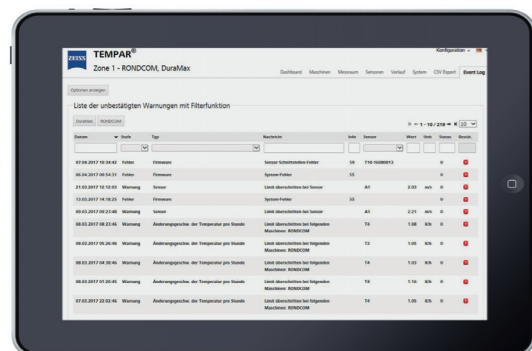 Konfiguration
ZEISS TEMPAR®
Zone 1 - RONDCOM, DuraMax
Dashboard Maschinen Messraum Sensoren Verlauf System CSV Export Event Log
Optionen anzeigen
Liste der unbestätigten Warnungen mit Filterfunktion
DuraMax RONDCOM
1 - 10 / 218 10
Datum Stufe Typ Nachricht Info Sensor Wert Einh Status Bestät.
07.04.2017 10:34:42 Fehler Firmware Sensor Schnittstellen-Fehler 59 T10-16080013 0
06.04.2017 00:54:31 Fehler Firmware System-Fehler 55 0
21.03.2017 10:12:03 Warnung Sensor Limit überschritten bei Sensor A1 2.03 m/s 0
13.03.2017 14:18:25 Fehler Firmware System-Fehler 33 0
09.03.2017 09:23:48 Warnung Sensor Limit überschritten bei Sensor A1 2.21 m/s 0
08.03.2017 08:23:46 Warnung Änderungsgeschw. der Temperatur pro Stunde Limit überschritten bei folgenden T4 1.08 K/h 0
Maschinen: RONDCOM
08.03.2017 05:26:46 Warnung Änderungsgeschw. der Temperatur pro Stunde Limit überschritten bei folgenden T3 1.05 K/h 0
Maschinen: RONDCOM
08.03.2017 04:30:46 Warnung Änderungsgeschw. der Temperatur pro Stunde Limit überschritten bei folgenden T4 1.03 K/h 0
Maschinen: RONDCOM
08.03.2017 01:20:45 Warnung Änderungsgeschw. der Temperatur pro Stunde Limit überschritten bei folgenden T4 1.16 K/h 0
Maschinen: RONDCOM
07.03.2017 22:02:46 Warnung Änderungsgeschw. der Temperatur pro Stunde Limit überschritten bei folgenden T4 1.05 K/h 0
Maschinen: RONDCOM